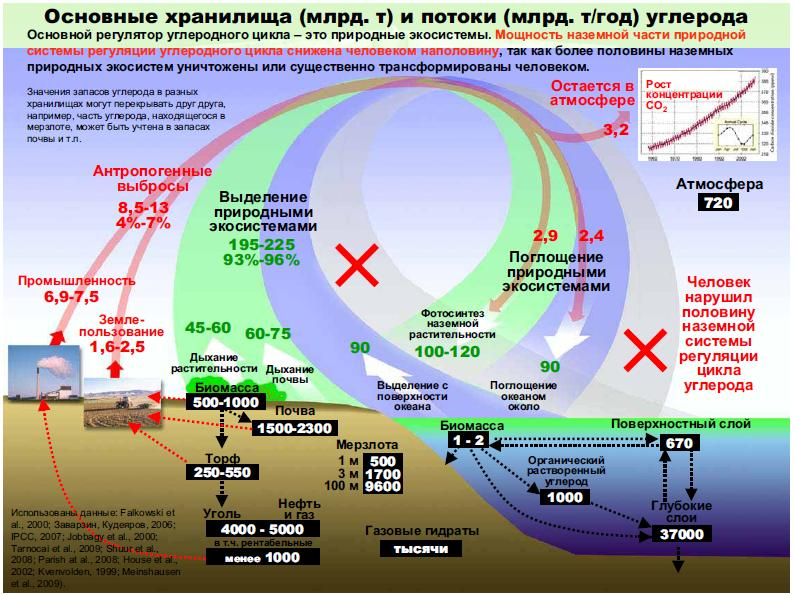 Основные хранилища (млрд. т) и потоки (млрд. т/год) углерода
Основной регулятор углеродного цикла – это природные экосистемы. Мощность наземной части природной
системы регуляции углеродного цикла снижена человеком наполовину, так как более половины наземных
природных экосистем уничтожены или существенно трансформированы человеком.
Значения запасов углерода в разных
хранилищах могут перекрывать друг друга,
например, часть углерода, находящегося в
мерзлоте, может быть учтена в запасах
почвы и т.п.
Остается в
атмосфере
3,2
Рост
концентрации
CO2
Annual Cycle
1960
1970
1980
1990
2002
Атмосфера
720
Антропогенные
выбросы
8,5-13
4%-7%
Выделение
природными
экосистемами
195-225
93%-96%
2,9
2,4
Поглощение
природными
экосистемами
Промышленность
6,9-7,5
Земле-
пользование
1,6-2,5
Человек
нарушил
половину
наземной
системы
регуляции
цикла
углерода
45-60
60-75
Дыхание
растительности
Дыхание
почвы
90
Фотосинтез
наземной
растительности
100-120
90
Выделение с
поверхности
океана
Поглощение
океаном
около
Биомасса
500-1000
Почва
1500-2300
Торф
250-550
Мерзлота
1 м 500
3 м 1700
100 м 9600
Уголь
Нефть
и газ
4000 - 5000
в т.ч. рентабельные
менее 1000
Газовые гидраты
тысячи
Биомасса
1 - 2
Поверхностный слой
670
Органический
растворенный
углерод
1000
Глубокие
слои
37000
Использованы данные: Falkowski et
al., 2000; Заварзин, Кудеяров, 2006;
IPCC, 2007; Jobbagy et al., 2000;
Tarnocai et al., 2009; Shuur et al.,
2008; Parish at al., 2008; House et al.,
2002; Kvenvolden, 1999; Meinshausen
et al., 2009).